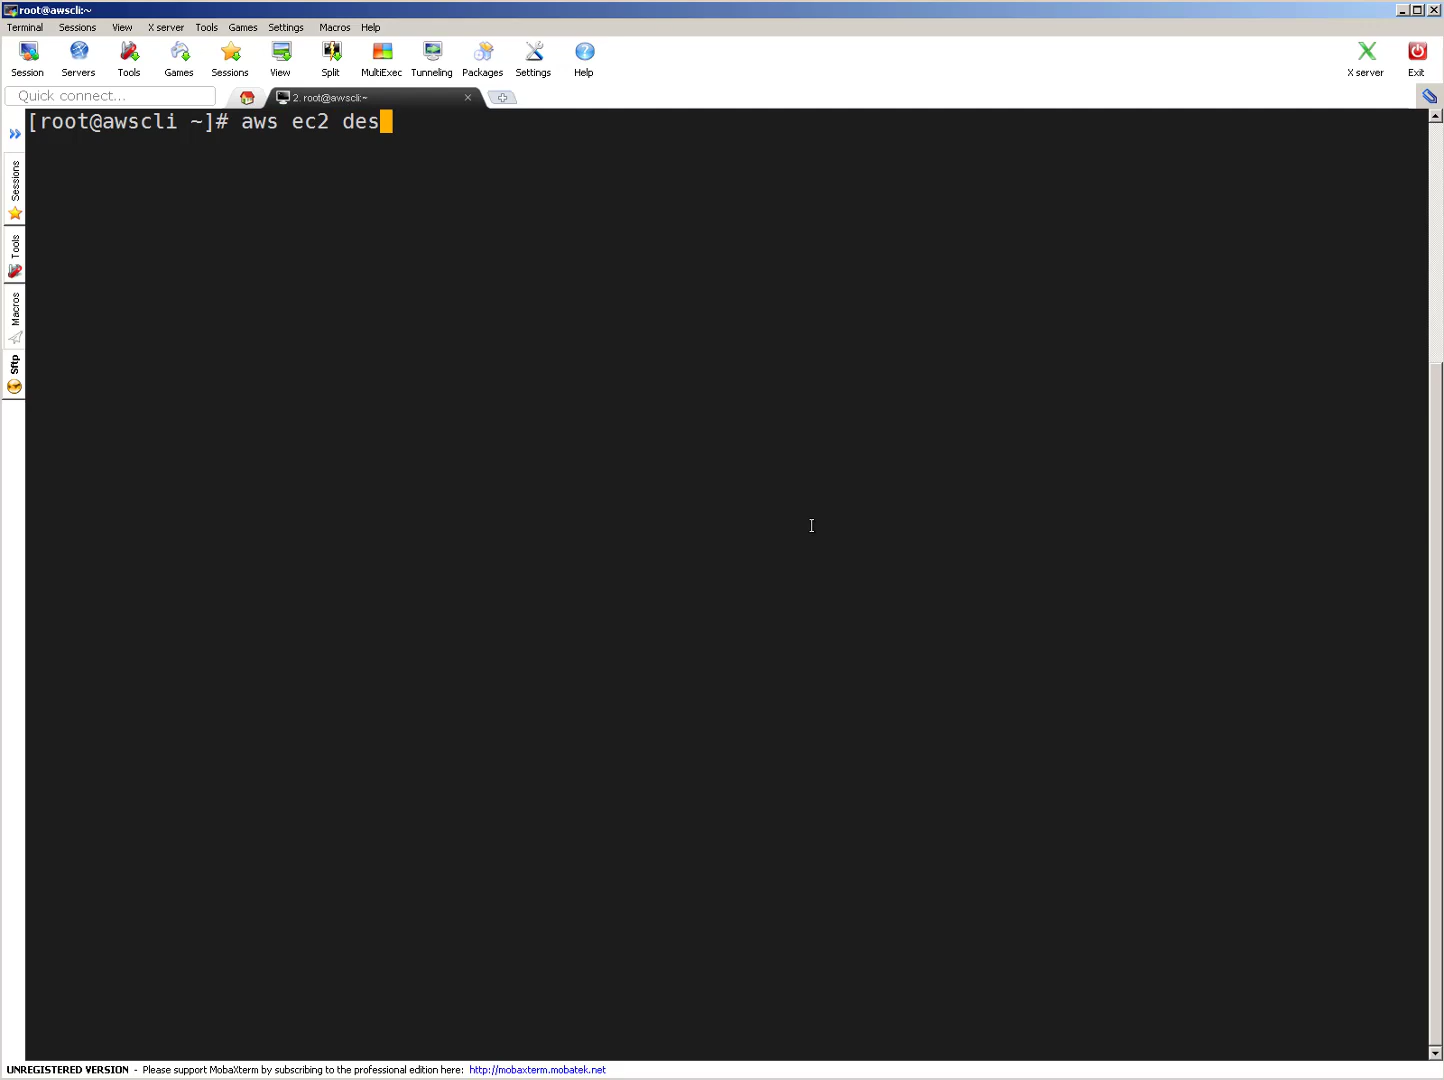 root@awscli:~
Terminal Sessions View X server Tools Games Settings Macros Help
Session Servers Tools Games Sessions View Split MultiExec Tunneling Packages Settings Help X server Exit
Quick connect... 2. root@awscli:~
[root@awscli ~]# aws ec2 des
Sessions
Tools
Macros
Sftp
UNREGISTERED VERSION - Please support MobaXterm by subscribing to the professional edition here: http://mobaxterm.mobatek.net